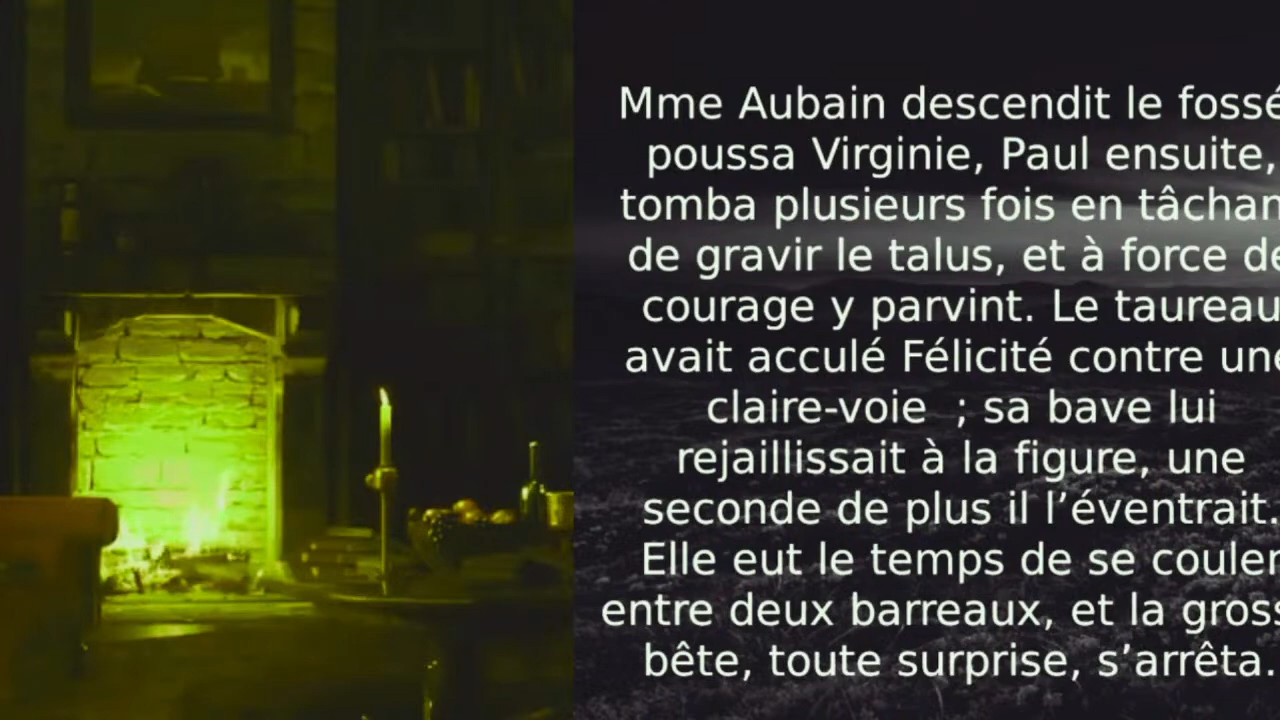 Mme Aubain descendit le fossé
poussa Virginie, Paul ensuite,
tomba plusieurs fois en tâchan
de gravir le talus, et à force de
courage y parvint. Le taureau
avait acculé Félicité contre une
claire-voie  ; sa bave lui
rejaillissait à la figure, une
seconde de plus il l’éventrait.
Elle eut le temps de se couler
entre deux barreaux, et la gross
bête, toute surprise, s’arrêta.